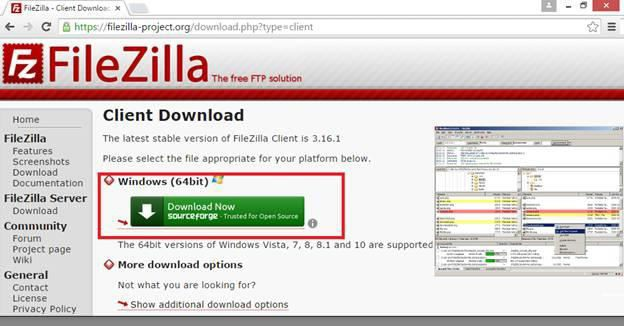 FileZilla - Client Downloa
https://filezilla-project.org/download.php?type=client
FZ FileZilla The free FTP solution
Home
FileZilla
Features
Screenshots
Download
Documentation
FileZilla Server
Download
Community
Forum
Project page
Wiki
General
Contact
License
Privacy Policy
Client Download
The latest stable version of FileZilla Client is 3.16.1
Please select the file appropriate for your platform below.
Windows (64bit)
Download Now
sourceforge - Trusted for Open Source
i
The 64bit versions of Windows Vista, 7, 8, 8.1 and 10 are supported
More download options
Not what you are looking for?
Show additional download options